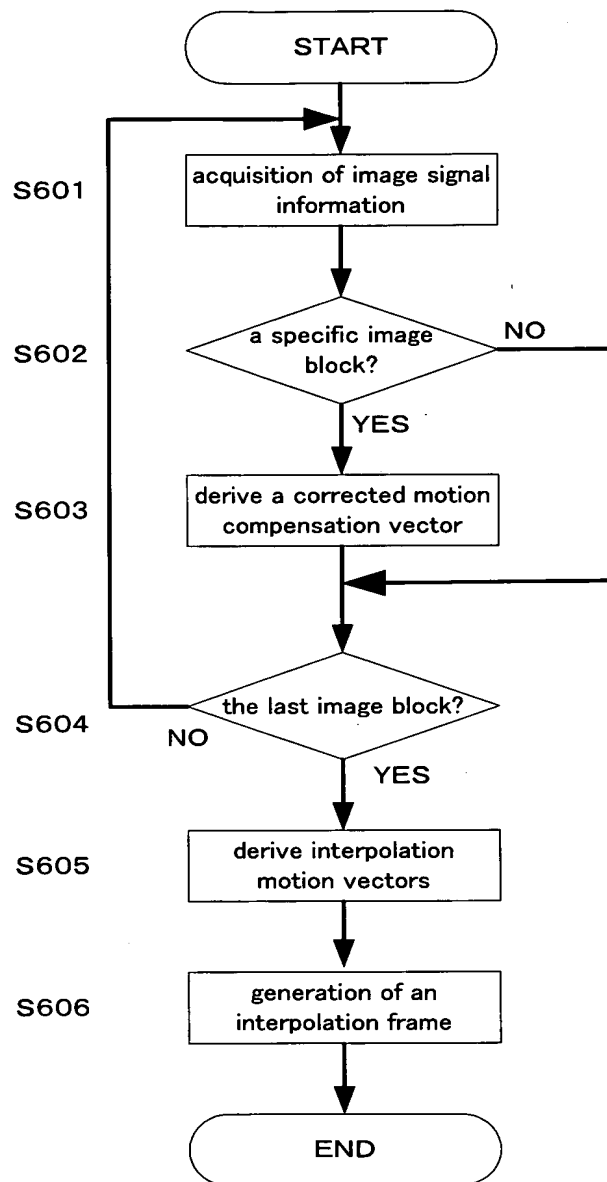 START
S601
acquisition of image signal
information
S602
a specific image
block?
NO
YES
S603
derive a corrected motion
compensation vector
S604
the last image block?
NO
YES
S605
derive interpolation
motion vectors
S606
generation of an
interpolation frame
END